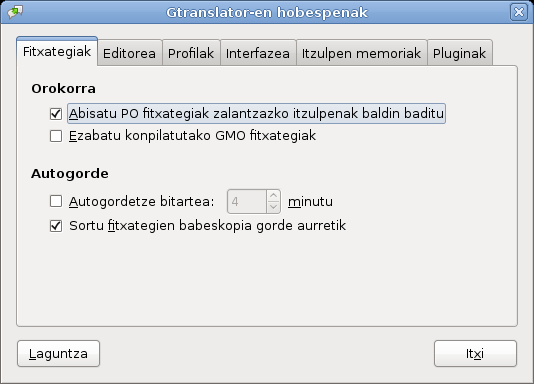 Gtranslator-en hobespenak
Fitxategiak Editorea Profilak Interfazea Itzulpen memoriak Pluginak
Orokorra
Abisatu PO fitxategiak zalantzazko itzulpenak baldin baditu
Ezabatu konpilatutako GMO fitxategiak
Autogorde
Autogordetze bitartea: 4 minutu
Sortu fitxategien babeskopia gorde aurretik
Laguntza Itxi